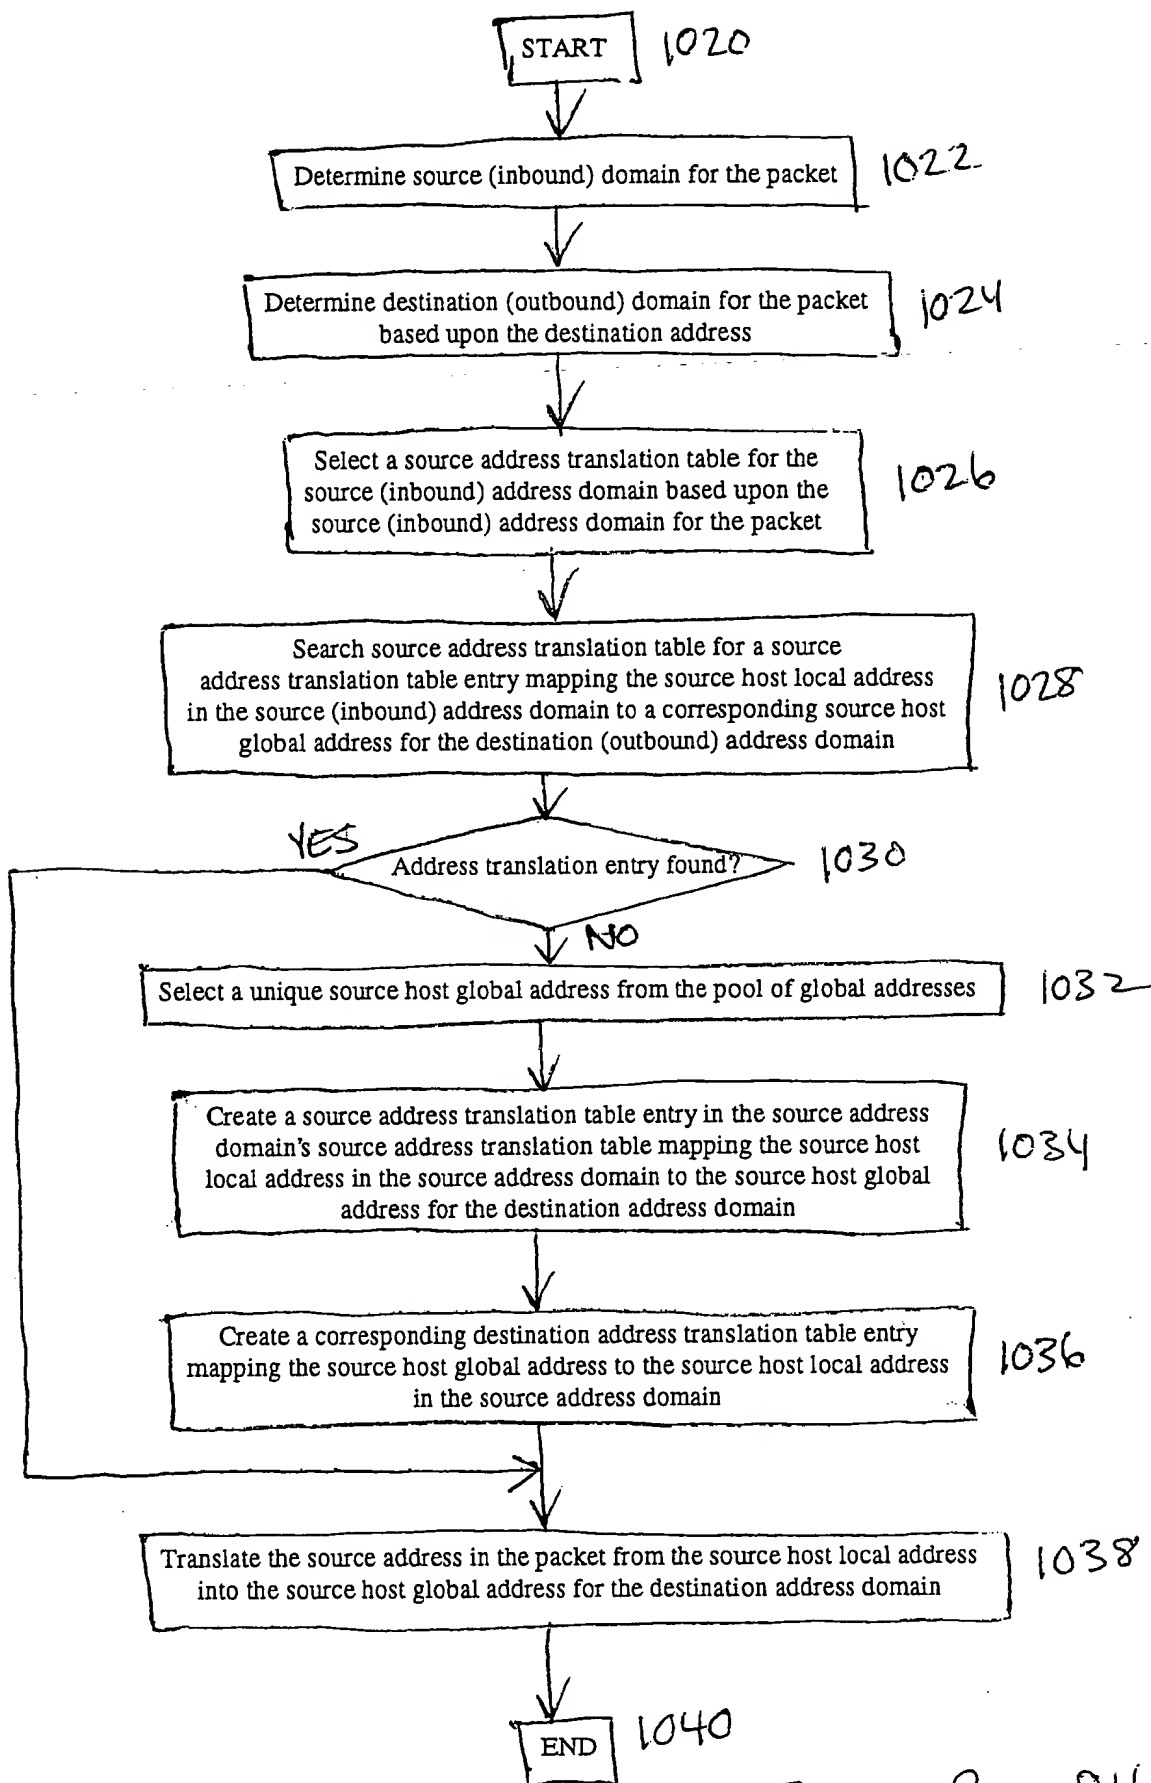 START 1020
Determine source (inbound) domain for the packet 1022
Determine destination (outbound) domain for the packet 1024
based upon the destination address
Select a source address translation table for the
source (inbound) address domain based upon the 1026
source (inbound) address domain for the packet
Search source address translation table for a source
address translation table entry mapping the source host local address 1028
in the source (inbound) address domain to a corresponding source host
global address for the destination (outbound) address domain
YES
Address translation entry found? 1030
NO
Select a unique source host global address from the pool of global addresses 1032
Create a source address translation table entry in the source address
domain's source address translation table mapping the source host 1034
local address in the source address domain to the source host global
address for the destination address domain
Create a corresponding destination address translation table entry
mapping the source host global address to the source host local address 1036
in the source address domain
Translate the source address in the packet from the source host local address 1038
into the source host global address for the destination address domain
END 1040